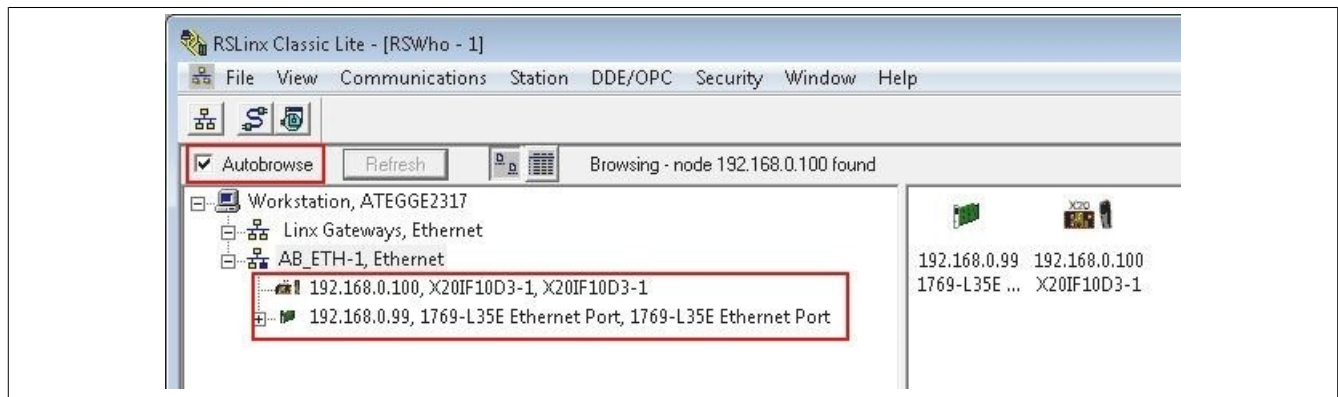 RSLinx Classic Lite - [RSWho - 1]
File View Communications Station DDE/OPC Security Window Help
Autobrowse Refresh Browsing - node 192.168.0.100 found
Workstation, ATEGGE2317
Linx Gateways, Ethernet
AB_ETH-1, Ethernet
192.168.0.100, X20IF10D3-1, X20IF10D3-1
192.168.0.99, 1769-L35E Ethernet Port, 1769-L35E Ethernet Port
X20
192.168.0.99 192.168.0.100
1769-L35E ... X20IF10D3-1